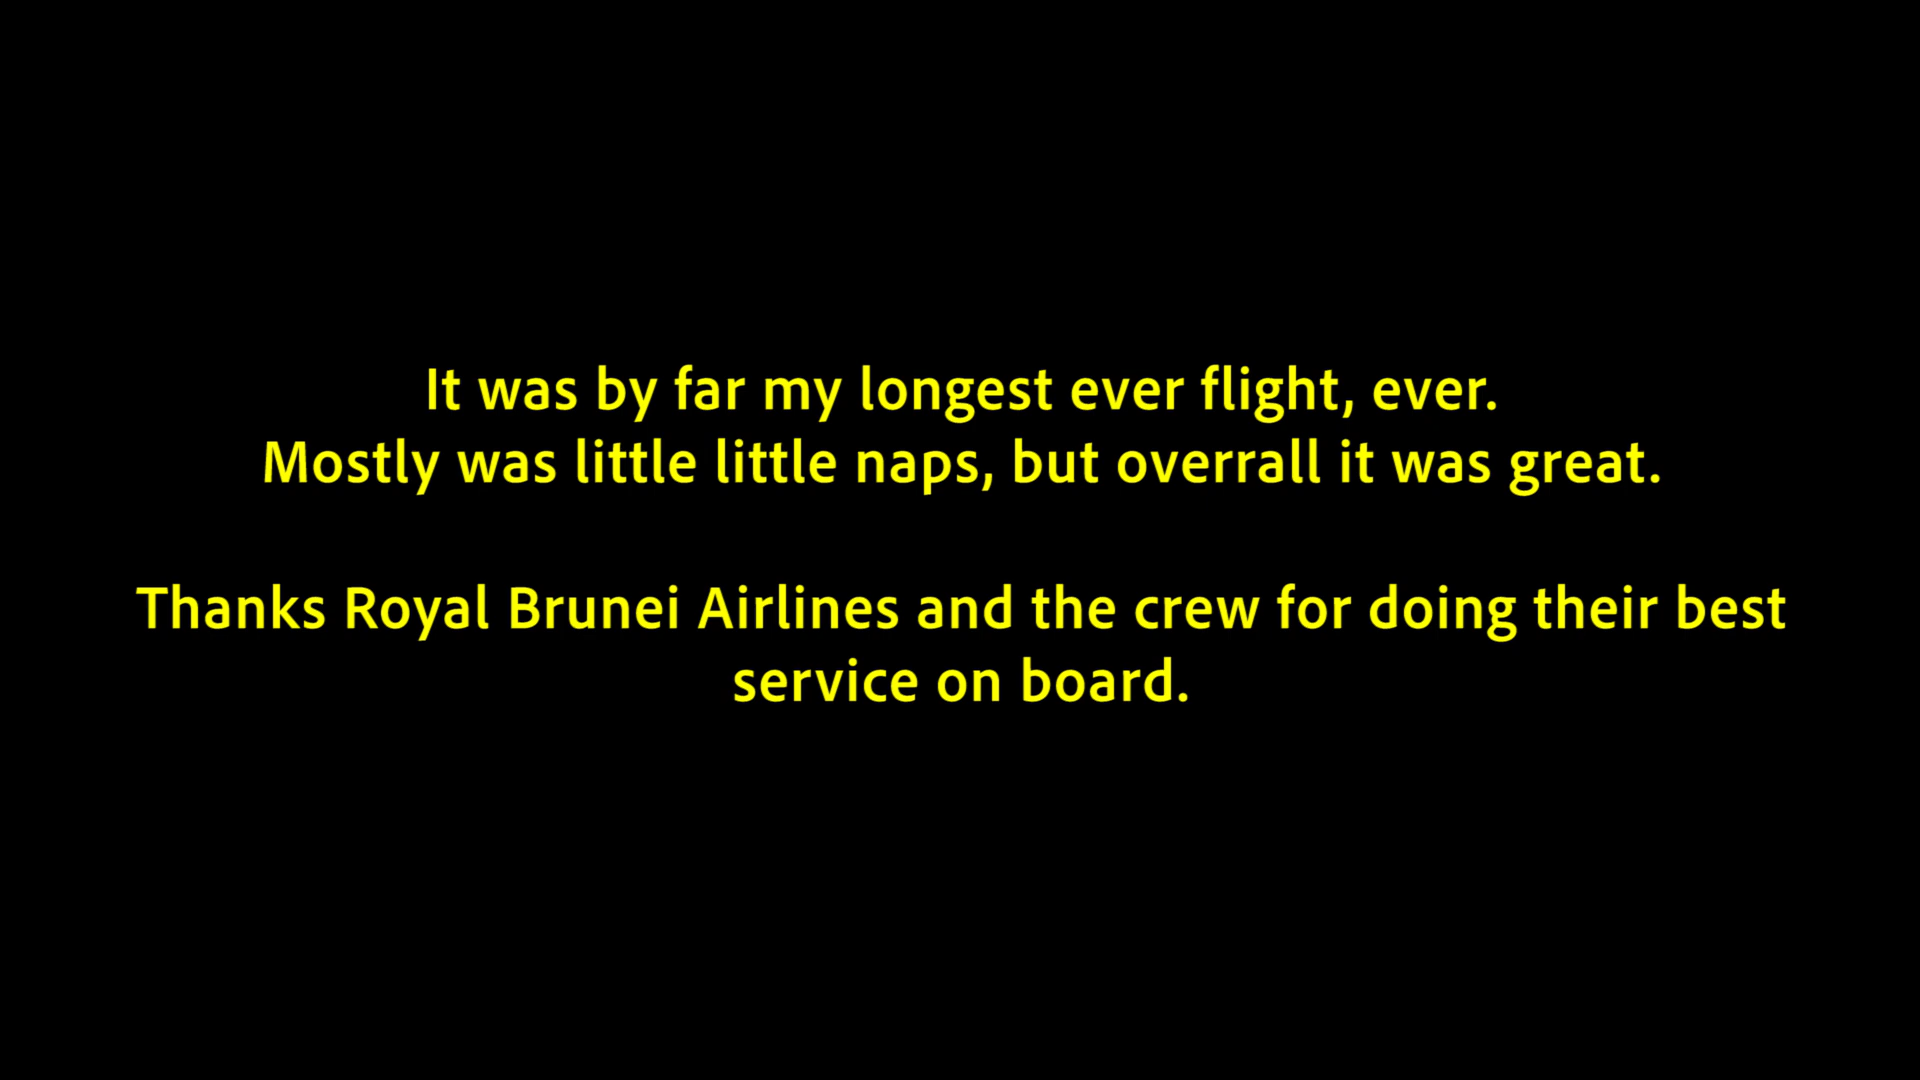 It was by far my longest ever flight, ever.
Mostly was little little naps, but overrall it was great.
Thanks Royal Brunei Airlines and the crew for doing their best
service on board.